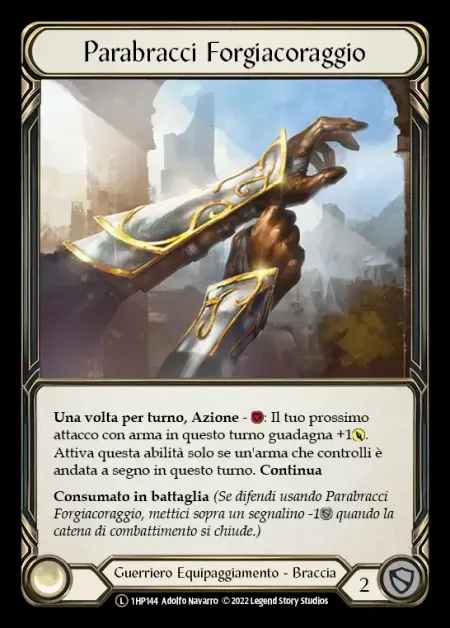 Parabracci Forgiacoraggio
Una volta per turno, Azione - : Il tuo prossimo
attacco con arma in questo turno guadagna +1.
Attiva questa abilità solo se un'arma che controlli è
andata a segno in questo turno. Continua
Consumato in battaglia (Se difendi usando Parabracci
Forgiacoraggio, mettici sopra un segnalino -1 quando la
catena di combattimento si chiude.)
Guerriero Equipaggiamento - Braccia
2
L 1HP144 Adolfo Navarro © 2022 Legend Story Studios